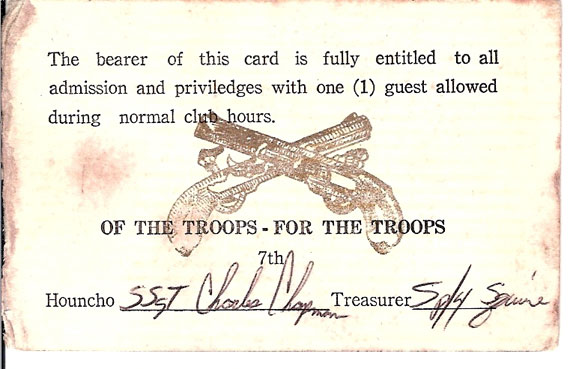 The bearer of this card is fully entitled to all
admission and priviledges with one (1) guest allowed
during normal club hours.
OF THE TROOPS - FOR THE TROOPS
7th
Houncho SSgt Charles Chapman Treasurer Sp/4 Squire